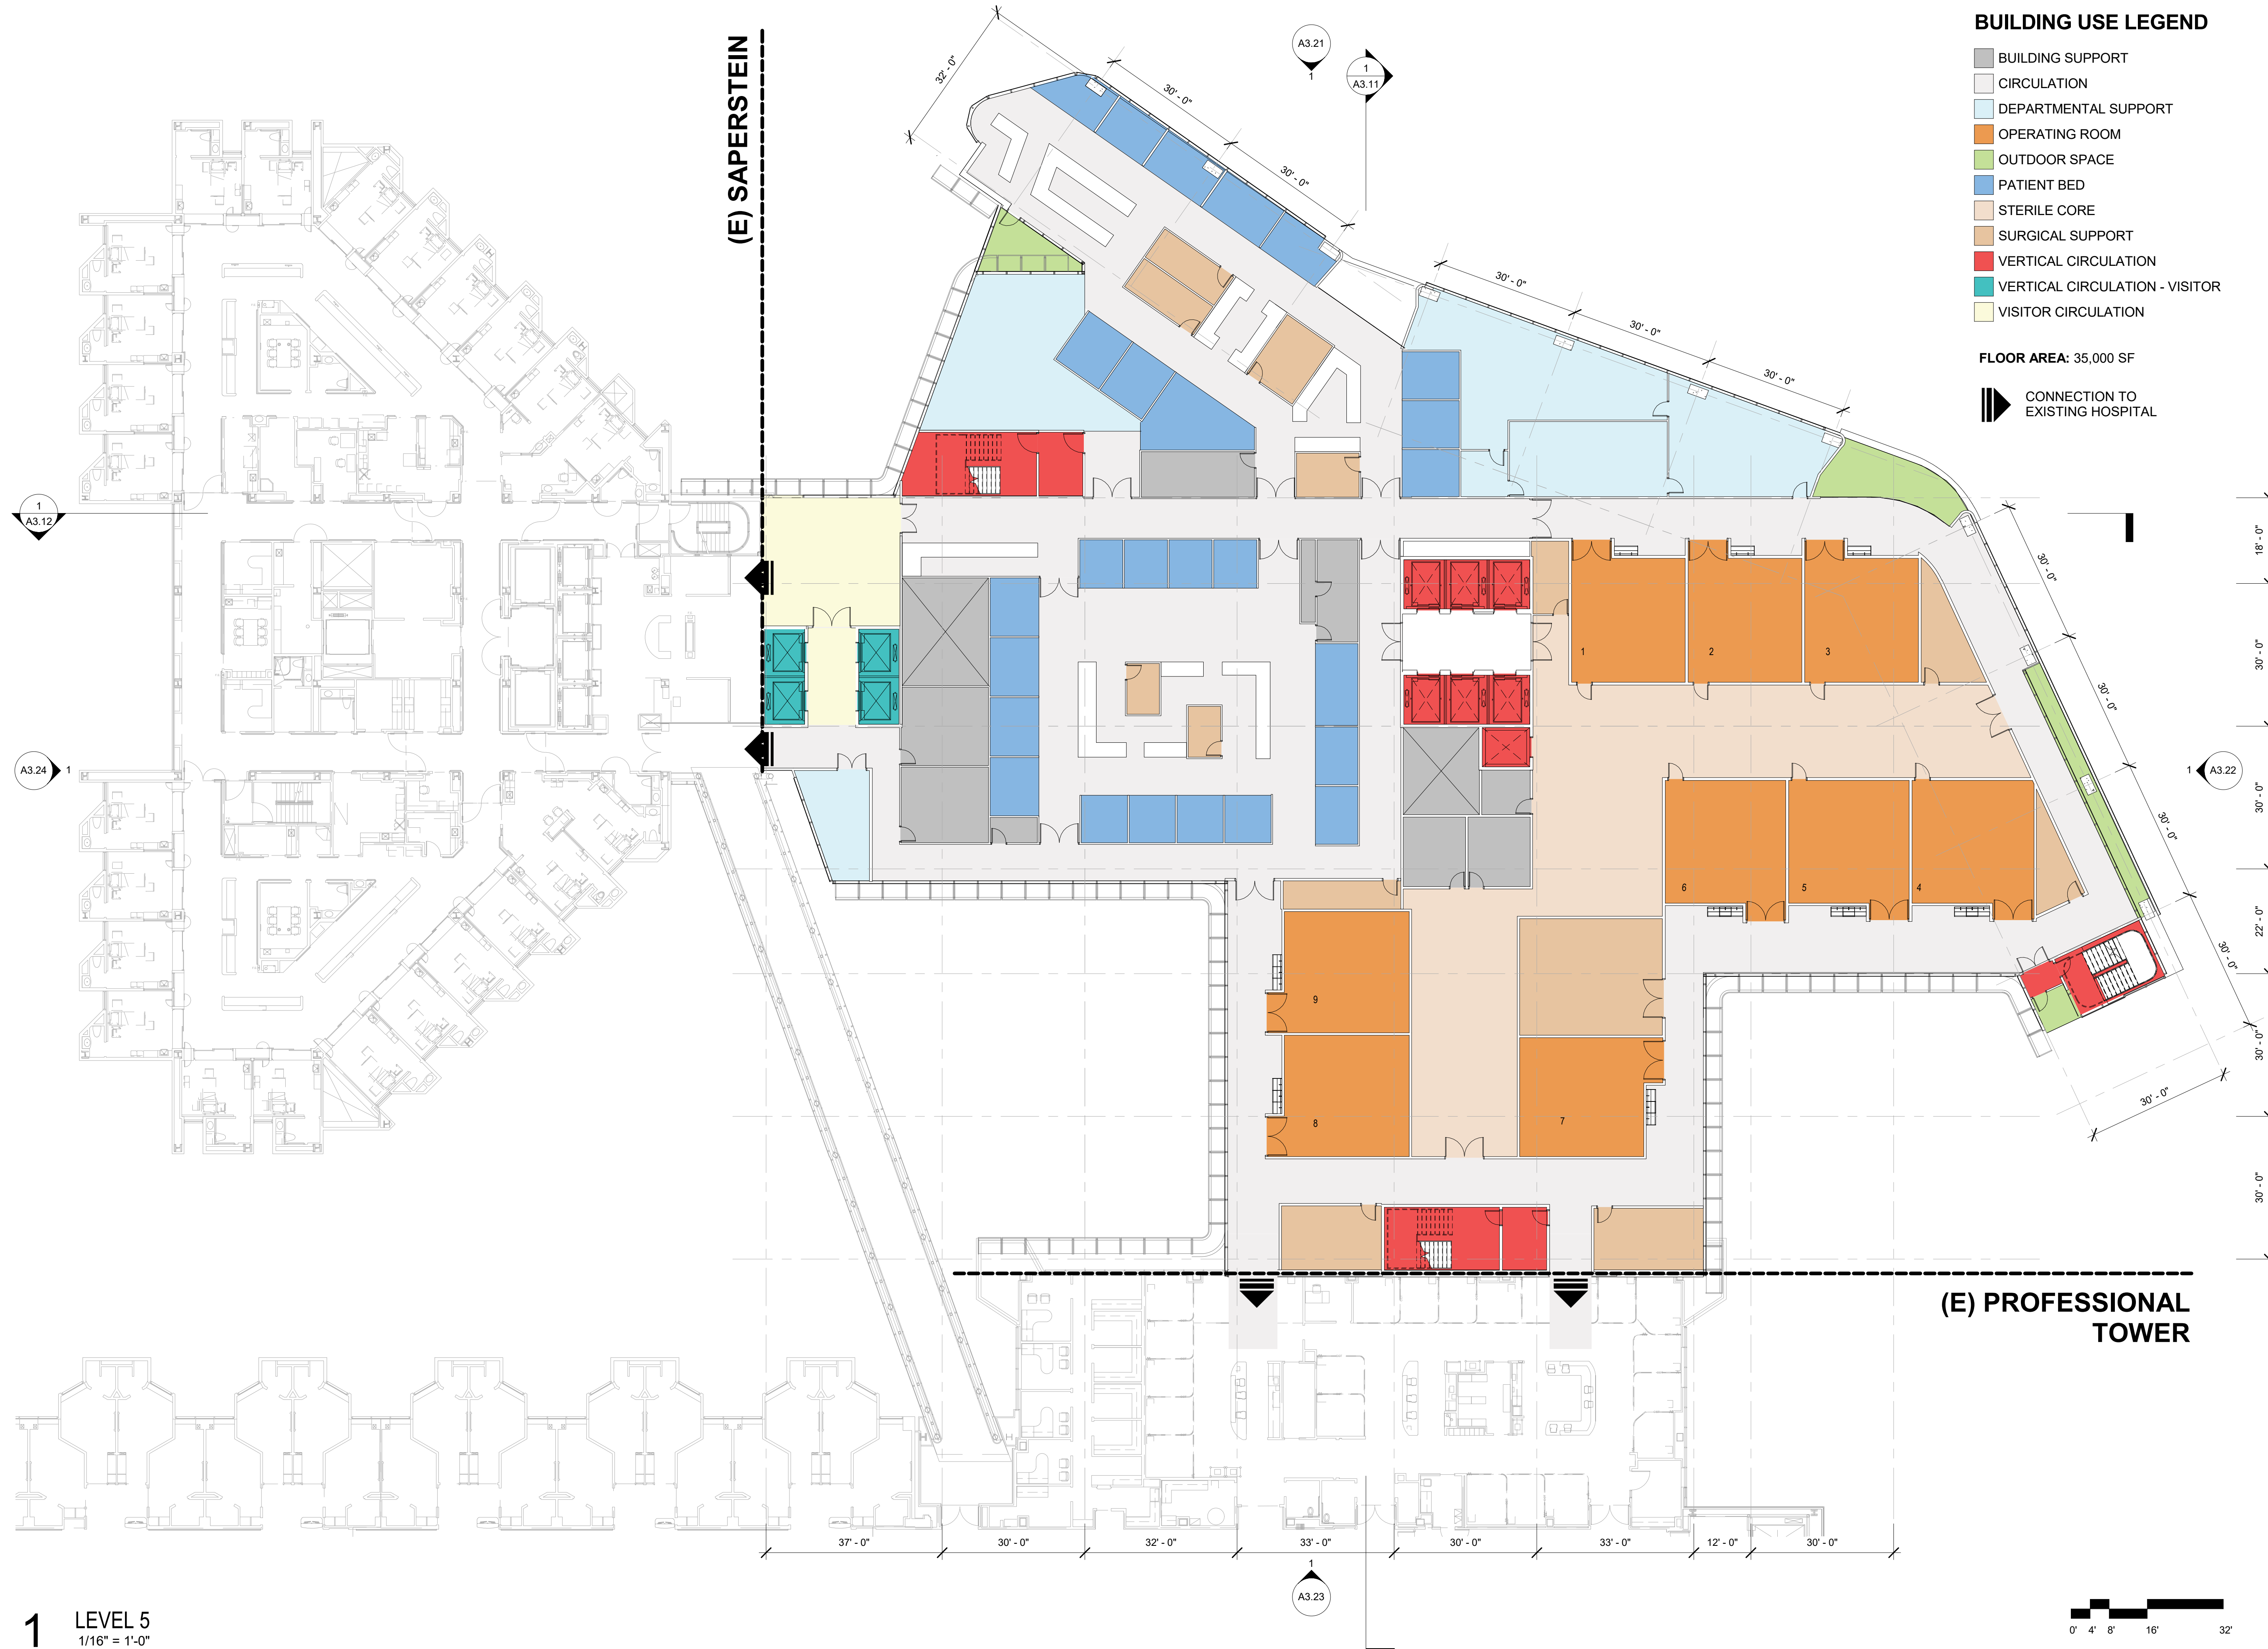 BUILDING USE LEGEND
BUILDING SUPPORT
CIRCULATION
DEPARTMENTAL SUPPORT
OPERATING ROOM
OUTDOOR SPACE
PATIENT BED
STERILE CORE
SURGICAL SUPPORT
VERTICAL CIRCULATION
VERTICAL CIRCULATION - VISITOR
VISITOR CIRCULATION
FLOOR AREA: 35,000 SF
CONNECTION TO
EXISTING HOSPITAL
(E) SAPERSTEIN
A3.21
1
1
A3.11
32' - 0"
30' - 0"
30' - 0"
30' - 0"
30' - 0"
30' - 0"
1
A3.12
A3.24
1
1
A3.22
18' - 0"
30' - 0"
30' - 0"
22' - 0"
30' - 0"
30' - 0"
30' - 0"
30' - 0"
30' - 0"
30' - 0"
30' - 0"
1
2
3
6
5
4
9
8
7
(E) PROFESSIONAL
TOWER
37' - 0"
30' - 0"
32' - 0"
33' - 0"
30' - 0"
33' - 0"
12' - 0"
30' - 0"
1
A3.23
1
LEVEL 5
1/16" = 1'-0"
0' 4' 8' 16' 32'